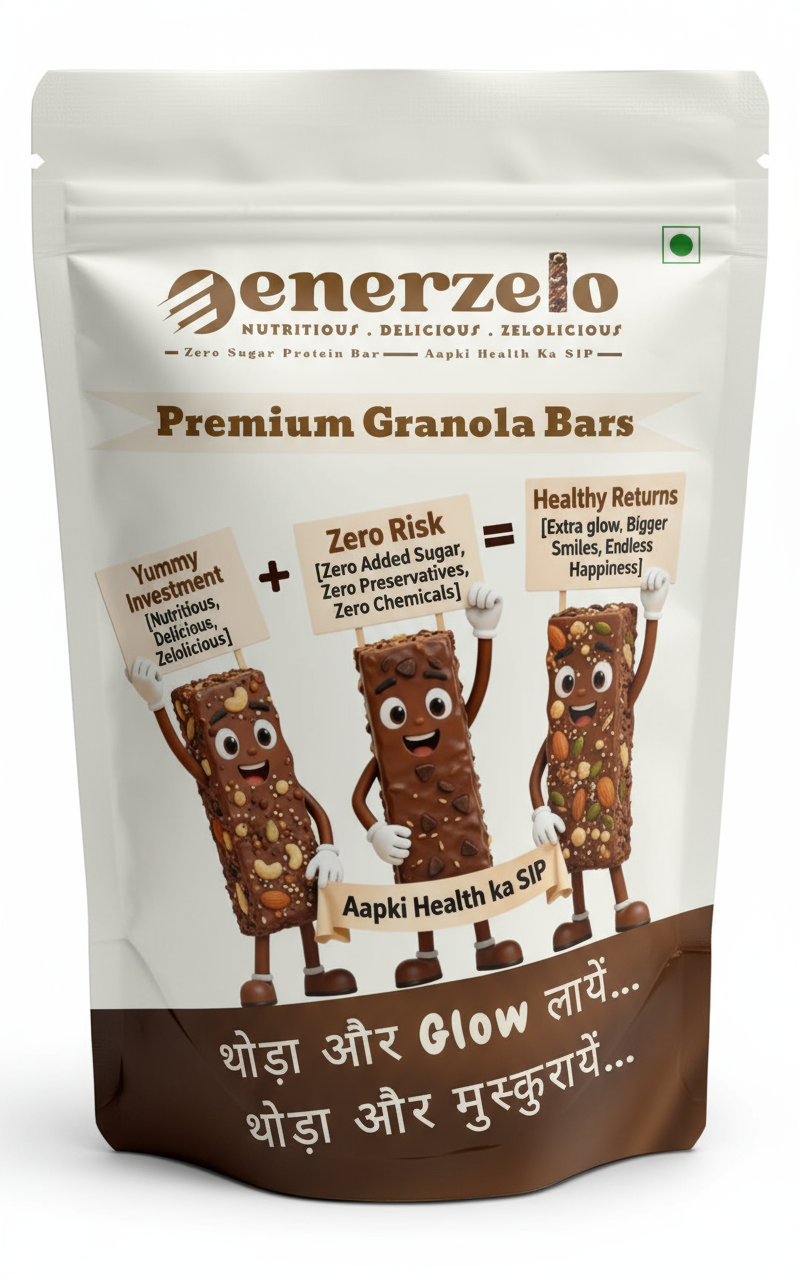 enerzelo
NUTRITIOUS . DELICIOUS . ZELOLICIOUS
Zero Sugar Protein Bar — Aapki Health Ka SIP
Premium Granola Bars
Yummy
Investment
[Nutritious,
Delicious,
Zelolicious]
+
Zero Risk
[Zero Added Sugar,
Zero Preservatives,
Zero Chemicals]
=
Healthy Returns
[Extra glow, Bigger
Smiles, Endless
Happiness]
Aapki Health ka SIP
थोड़ा और Glow लायें...
थोड़ा और मुस्कुरायें...